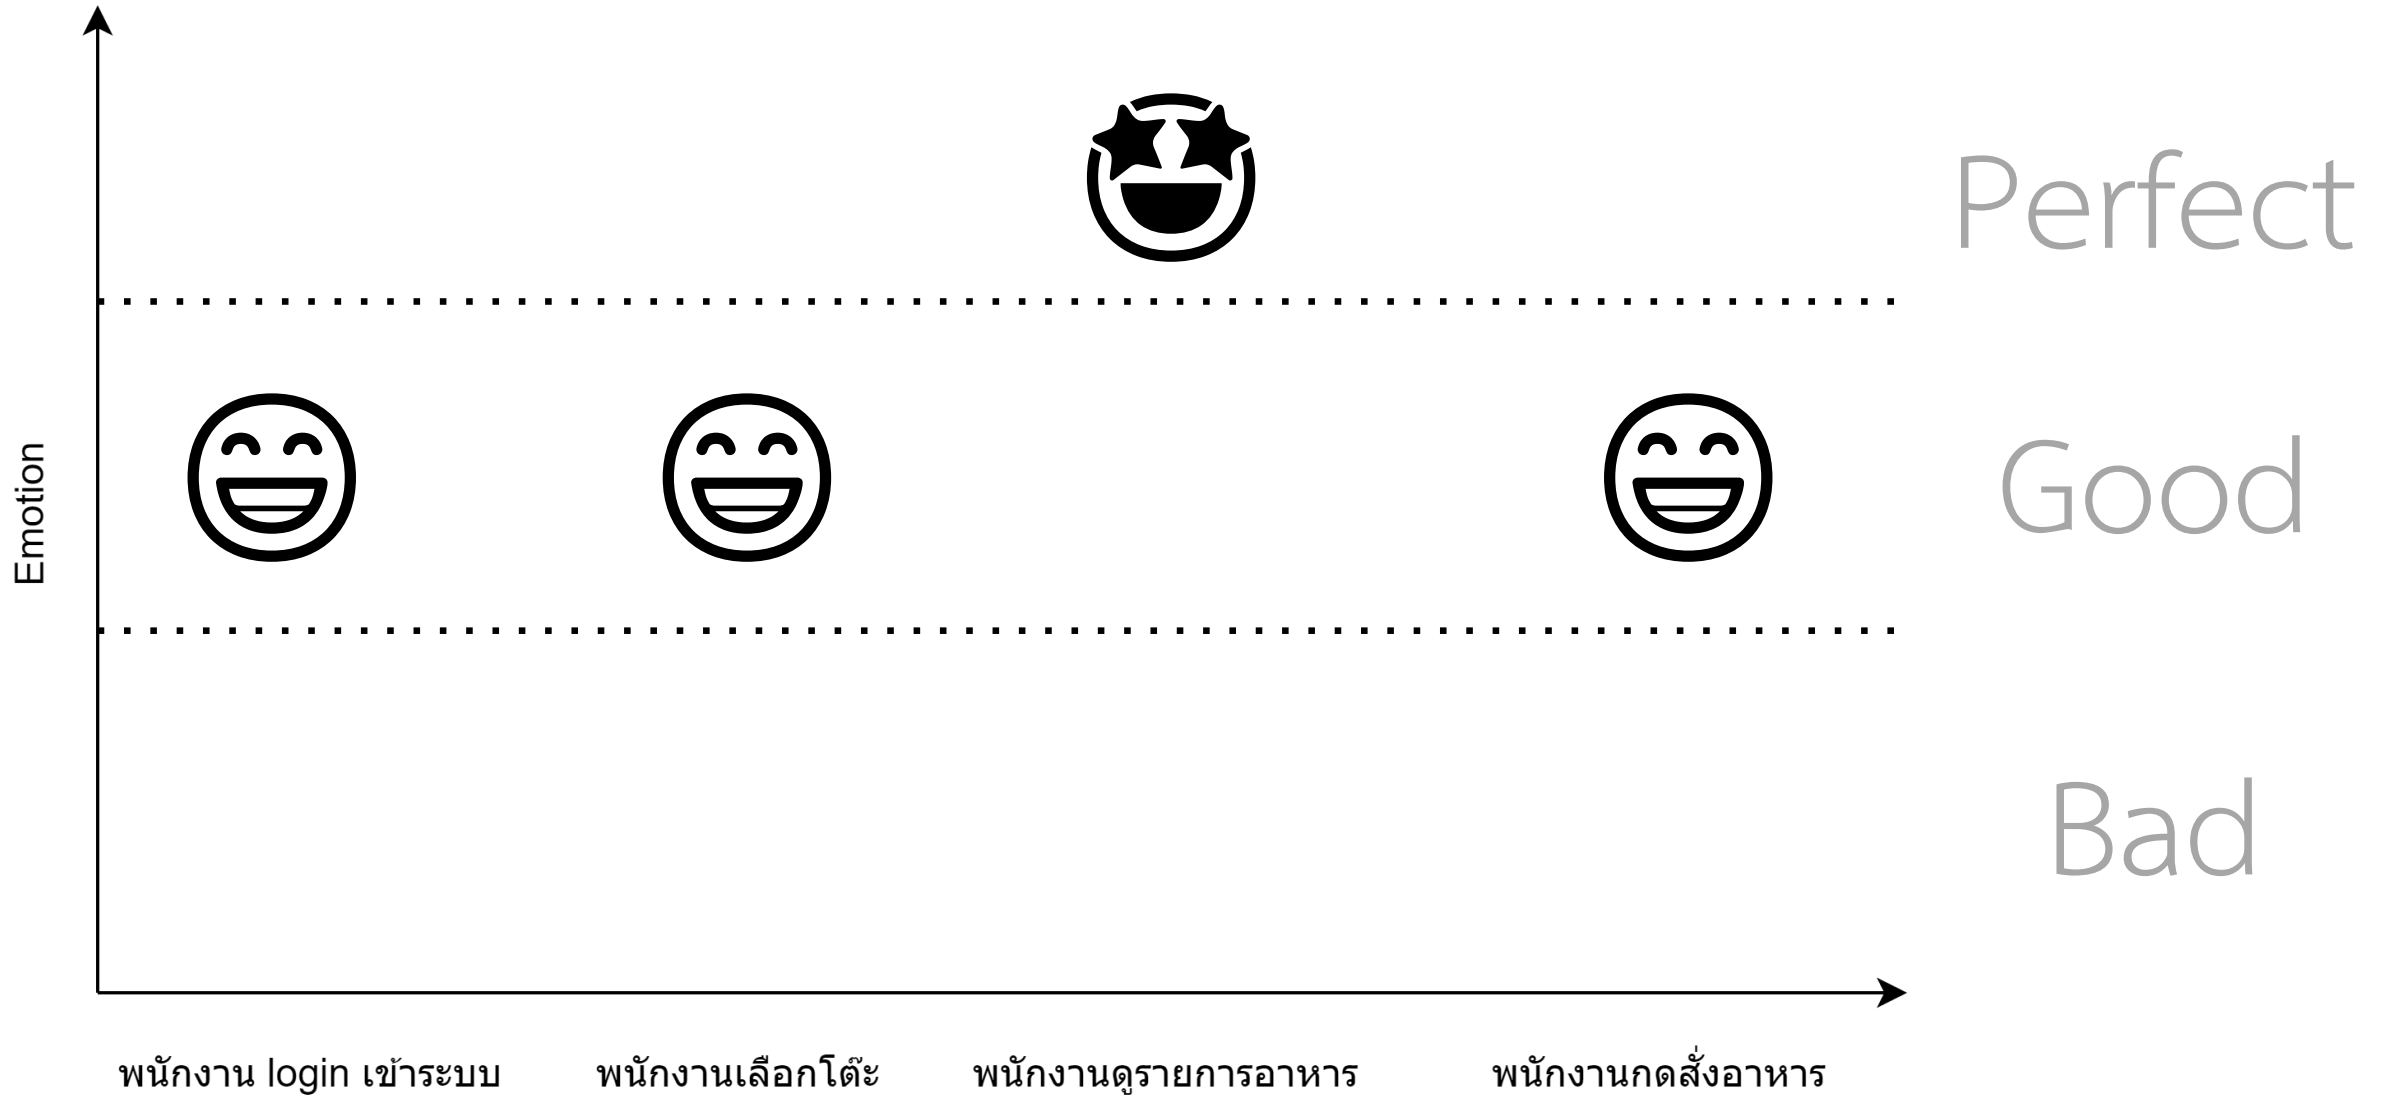 Perfect
Good
Emotion
Bad
พนักงาน login เข้าระบบ
พนักงานเลือกโต๊ะ
พนักงานดูรายการอาหาร
พนักงานกดสั่งอาหาร